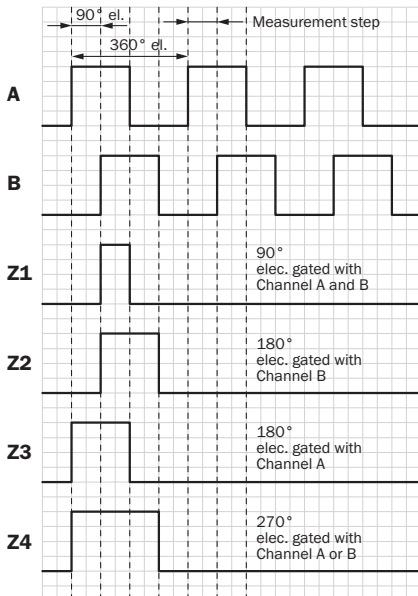 90° el.
Measurement step
360° el.
A
B
Z1
90°
elec. gated with
Channel A and B
Z2
180°
elec. gated with
Channel B
Z3
180°
elec. gated with
Channel A
Z4
270°
elec. gated with
Channel A or B